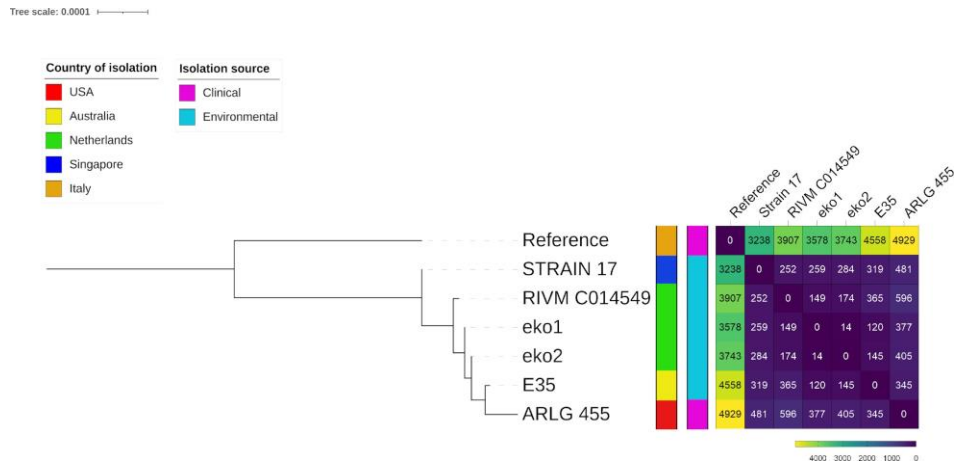 Tree scale: 0.0001
Country of isolation
USA
Australia
Netherlands
Singapore
Italy
Isolation source
Clinical
Environmental
Reference
Strain 17
RIVM C014549
eko1
eko2
E35
ARLG 455
Reference 0 3238 3907 3578 3743 4558 4929
STRAIN 17 3238 0 252 259 284 319 481
RIVM C014549 3907 252 0 149 174 365 596
eko1 3578 259 149 0 14 120 377
eko2 3743 284 174 14 0 145 405
E35 4558 319 365 120 145 0 345
ARLG 455 4929 481 596 377 405 345 0
4000 3000 2000 1000 0